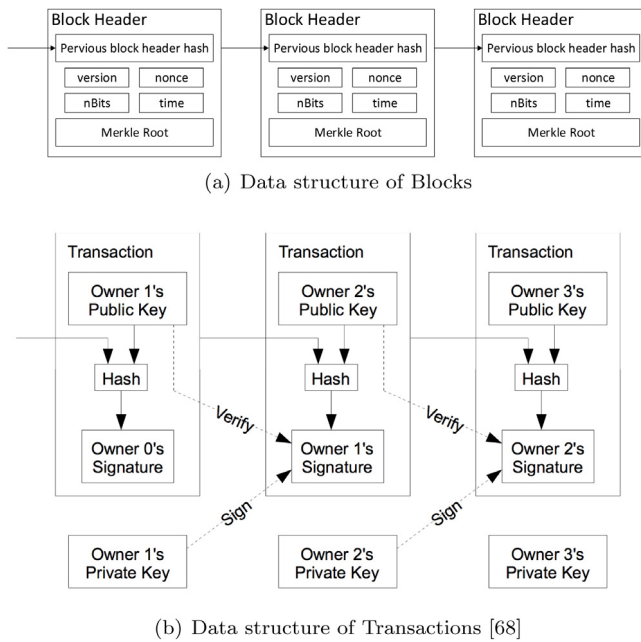 Block Header
Block Header
Block Header
Pervious block header hash
Pervious block header hash
Pervious block header hash
version
nonce
version
nonce
version
nonce
nBits
time
nBits
time
nBits
time
Merkle Root
Merkle Root
Merkle Root
(a) Data structure of Blocks
Transaction
Transaction
Transaction
Owner 1's
Public Key
Owner 2's
Public Key
Owner 3's
Public Key
Hash
Hash
Hash
Verify
Verify
Owner 0's
Signature
Owner 1's
Signature
Owner 2's
Signature
Sign
Sign
Owner 1's
Private Key
Owner 2's
Private Key
Owner 3's
Private Key
(b) Data structure of Transactions [68]